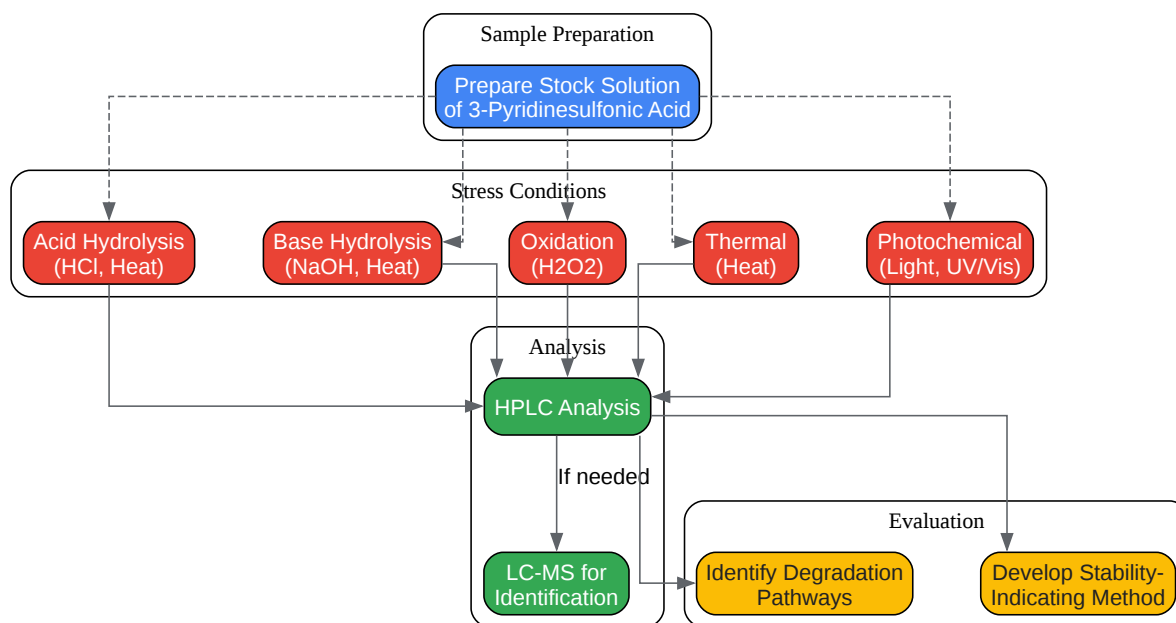 Sample Preparation
Prepare Stock Solution
of 3-Pyridinesulfonic Acid
Stress Conditions
Acid Hydrolysis
(HCl, Heat)
Base Hydrolysis
(NaOH, Heat)
Oxidation
(H2O2)
Thermal
(Heat)
Photochemical
(Light, UV/Vis)
Analysis
HPLC Analysis
If needed
LC-MS for
Identification
Evaluation
Identify Degradation
Pathways
Develop Stability-
Indicating Method